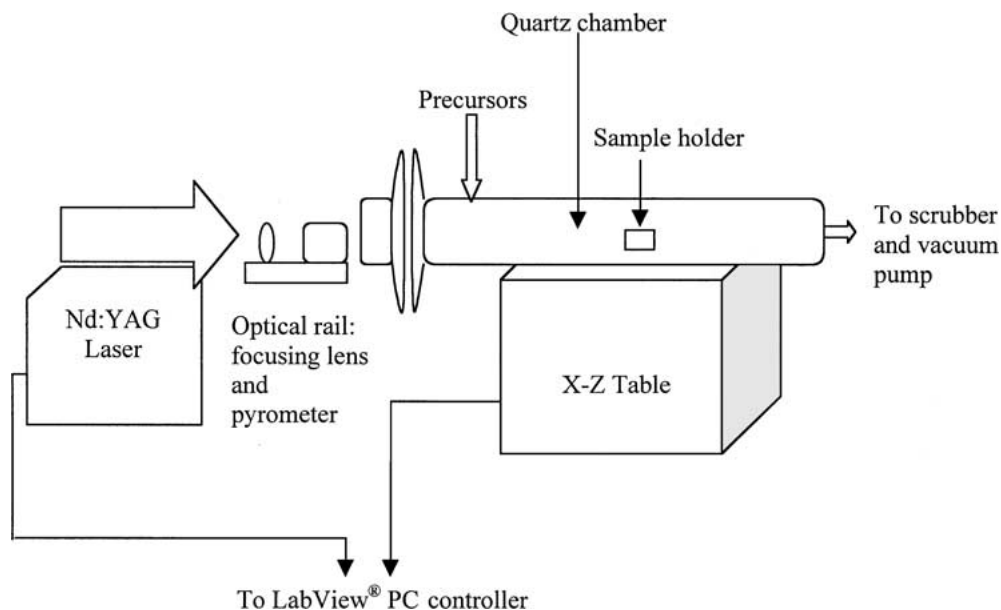 Quartz chamber
Precursors
Sample holder
To scrubber
and vacuum
pump
Nd:YAG
Laser
Optical rail:
focusing lens
and
pyrometer
X-Z Table
To LabView® PC controller